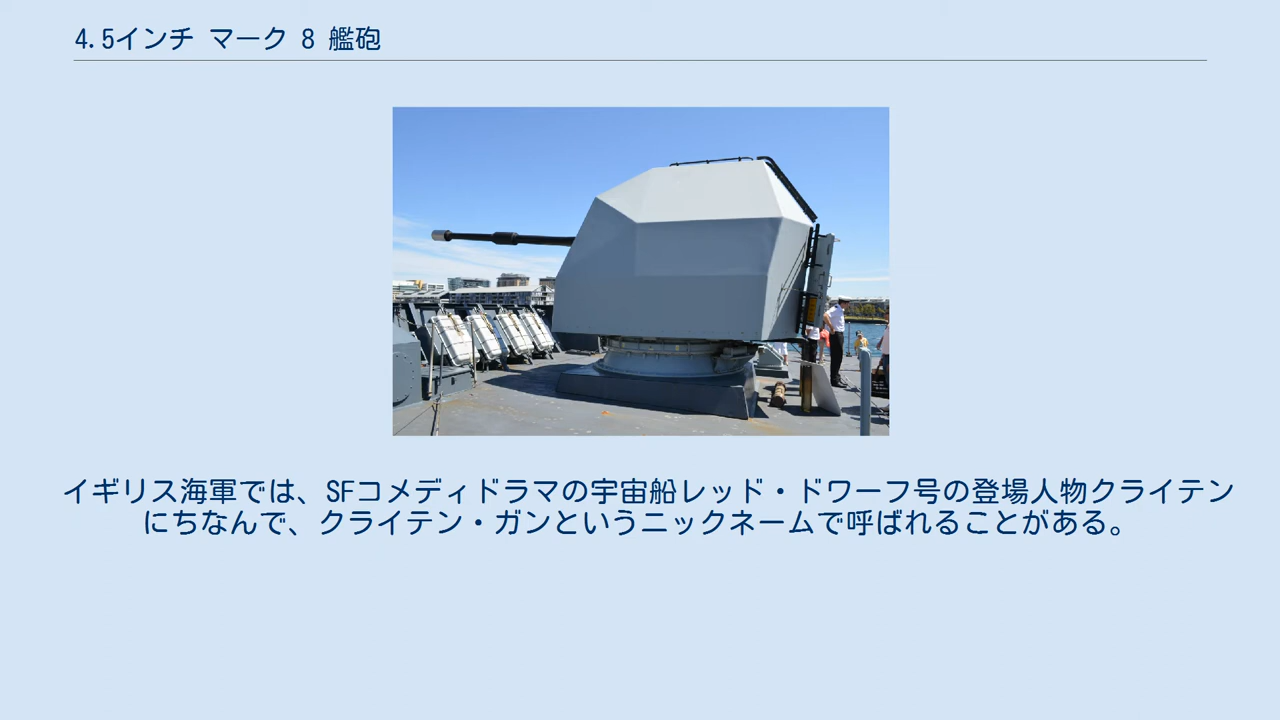 4.5インチ マーク 8 艦砲
イギリス海軍では、SFコメディドラマの宇宙船レッド・ドワーフ号の登場人物クライテン
にちなんで、クライテン・ガンというニックネームで呼ばれることがある。